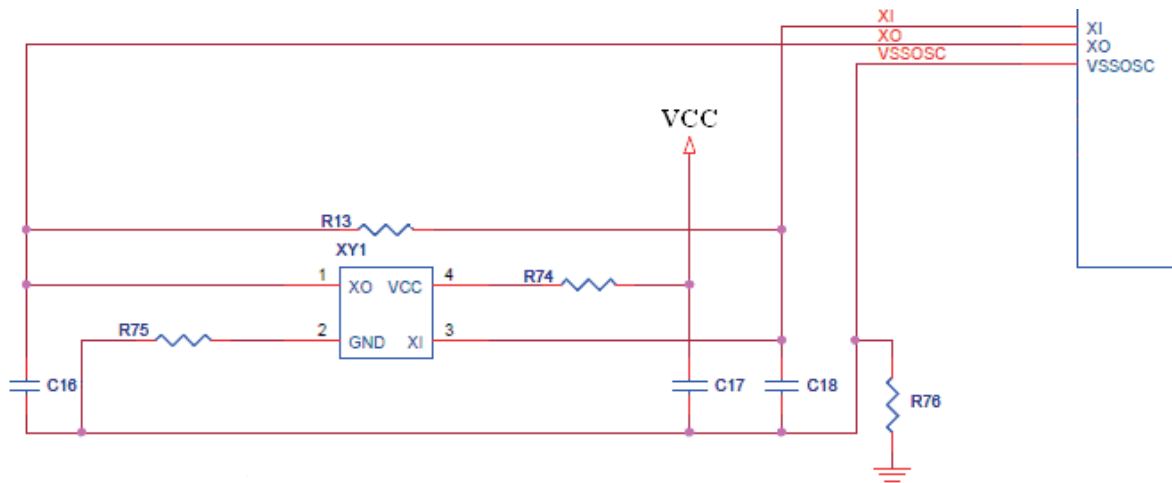 XI
XI
XO
XO
VSSOSC
VSSOSC
VCC
R13
XY1
1
XO
VCC
4
R74
R75
2
GND
XI
3
C16
C17
C18
R76